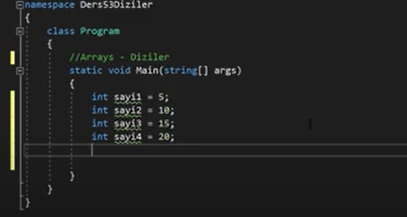 namespace Ders53Diziler
{
class Program
{
//Arrays - Diziler
static void Main(string[] args)
{
int sayi1 = 5;
int sayi2 = 10;
int sayi3 = 15;
int sayi4 = 20;
}
}
}